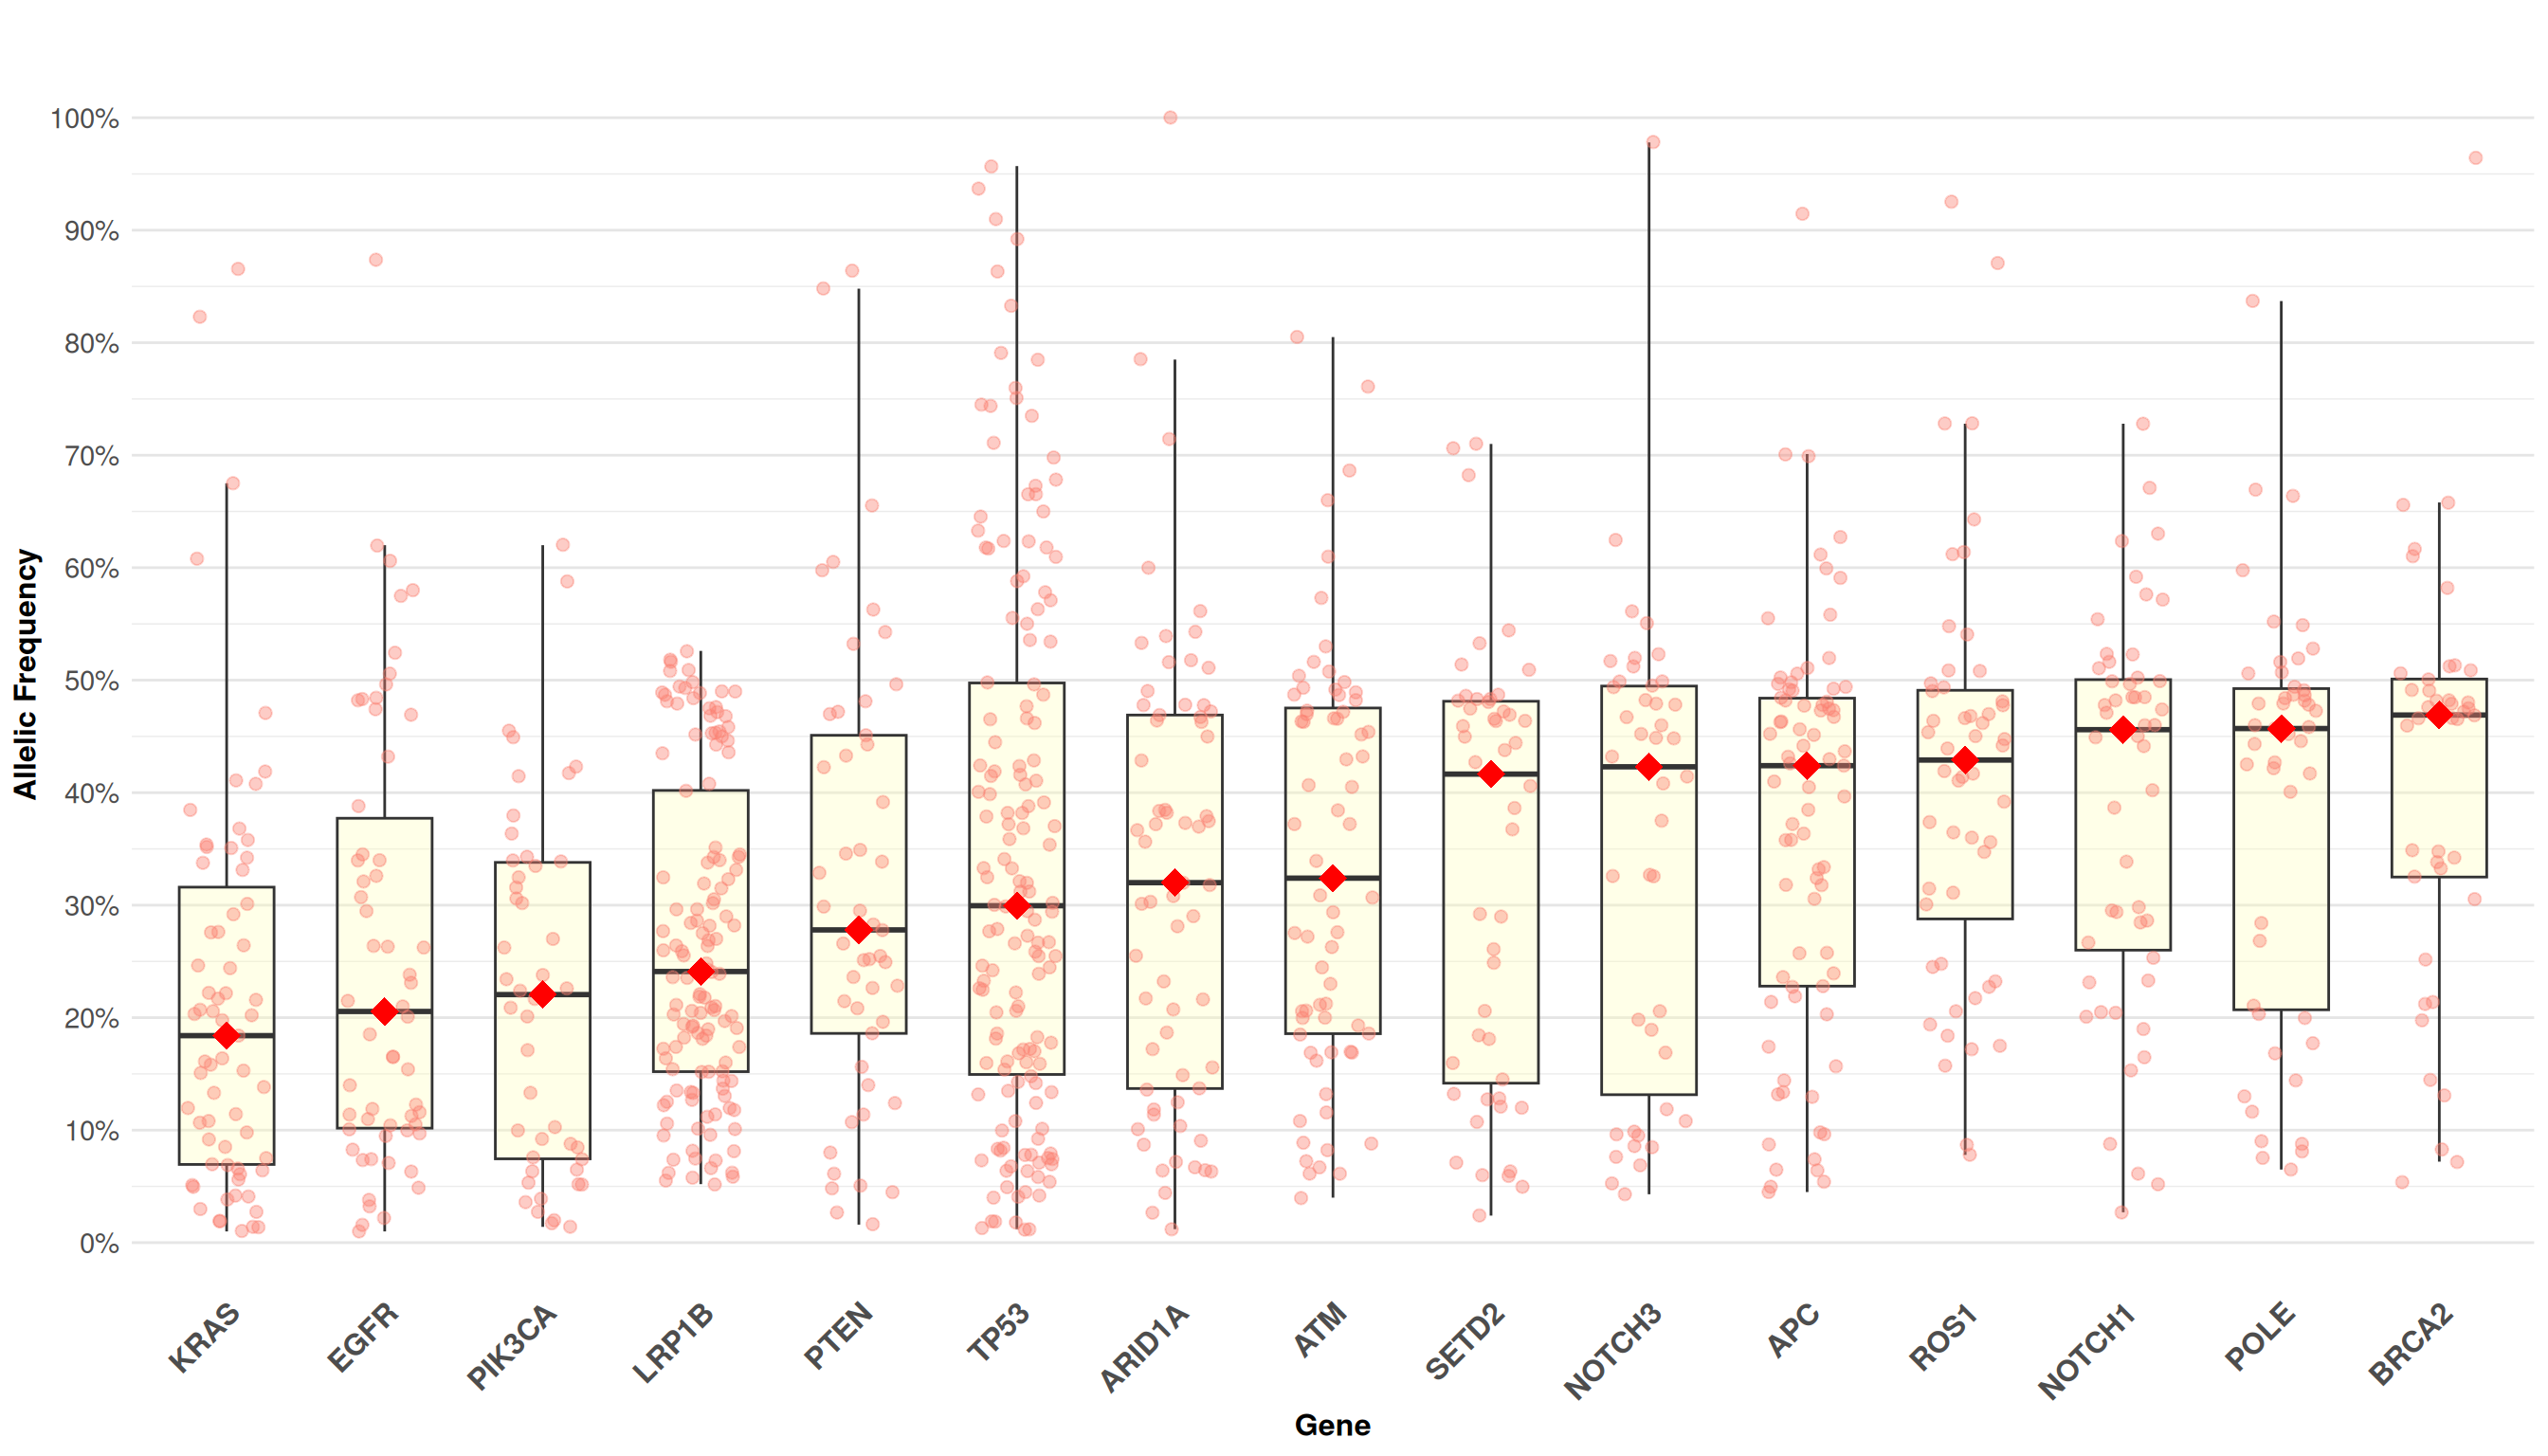 100%
90%
80%
70%
60%
50%
40%
30%
20%
10%
0%
Allelic Frequency
KRAS
EGFR
PIK3CA
LRP1B
PTEN
TP53
ARID1A
ATM
SETD2
NOTCH3
APC
ROS1
NOTCH1
POLE
BRCA2
Gene